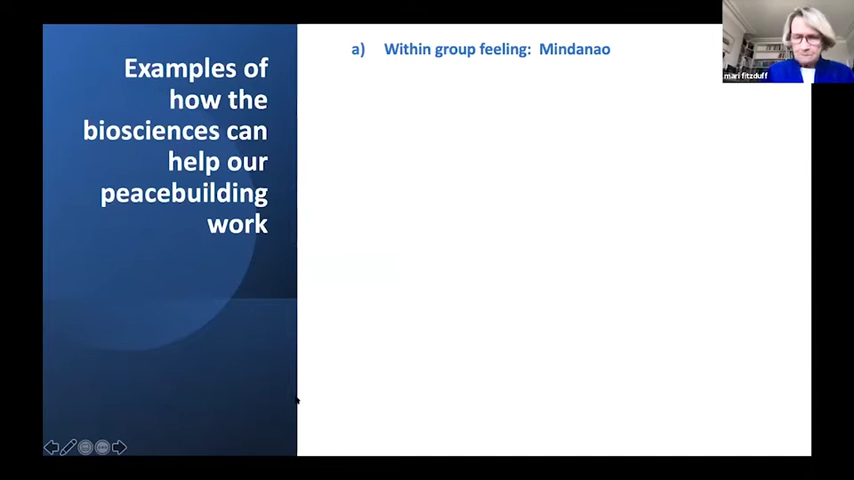 Examples of
how the
biosciences can
help our
peacebuilding
work
a) Within group feeling: Mindanao
mari fitzduff